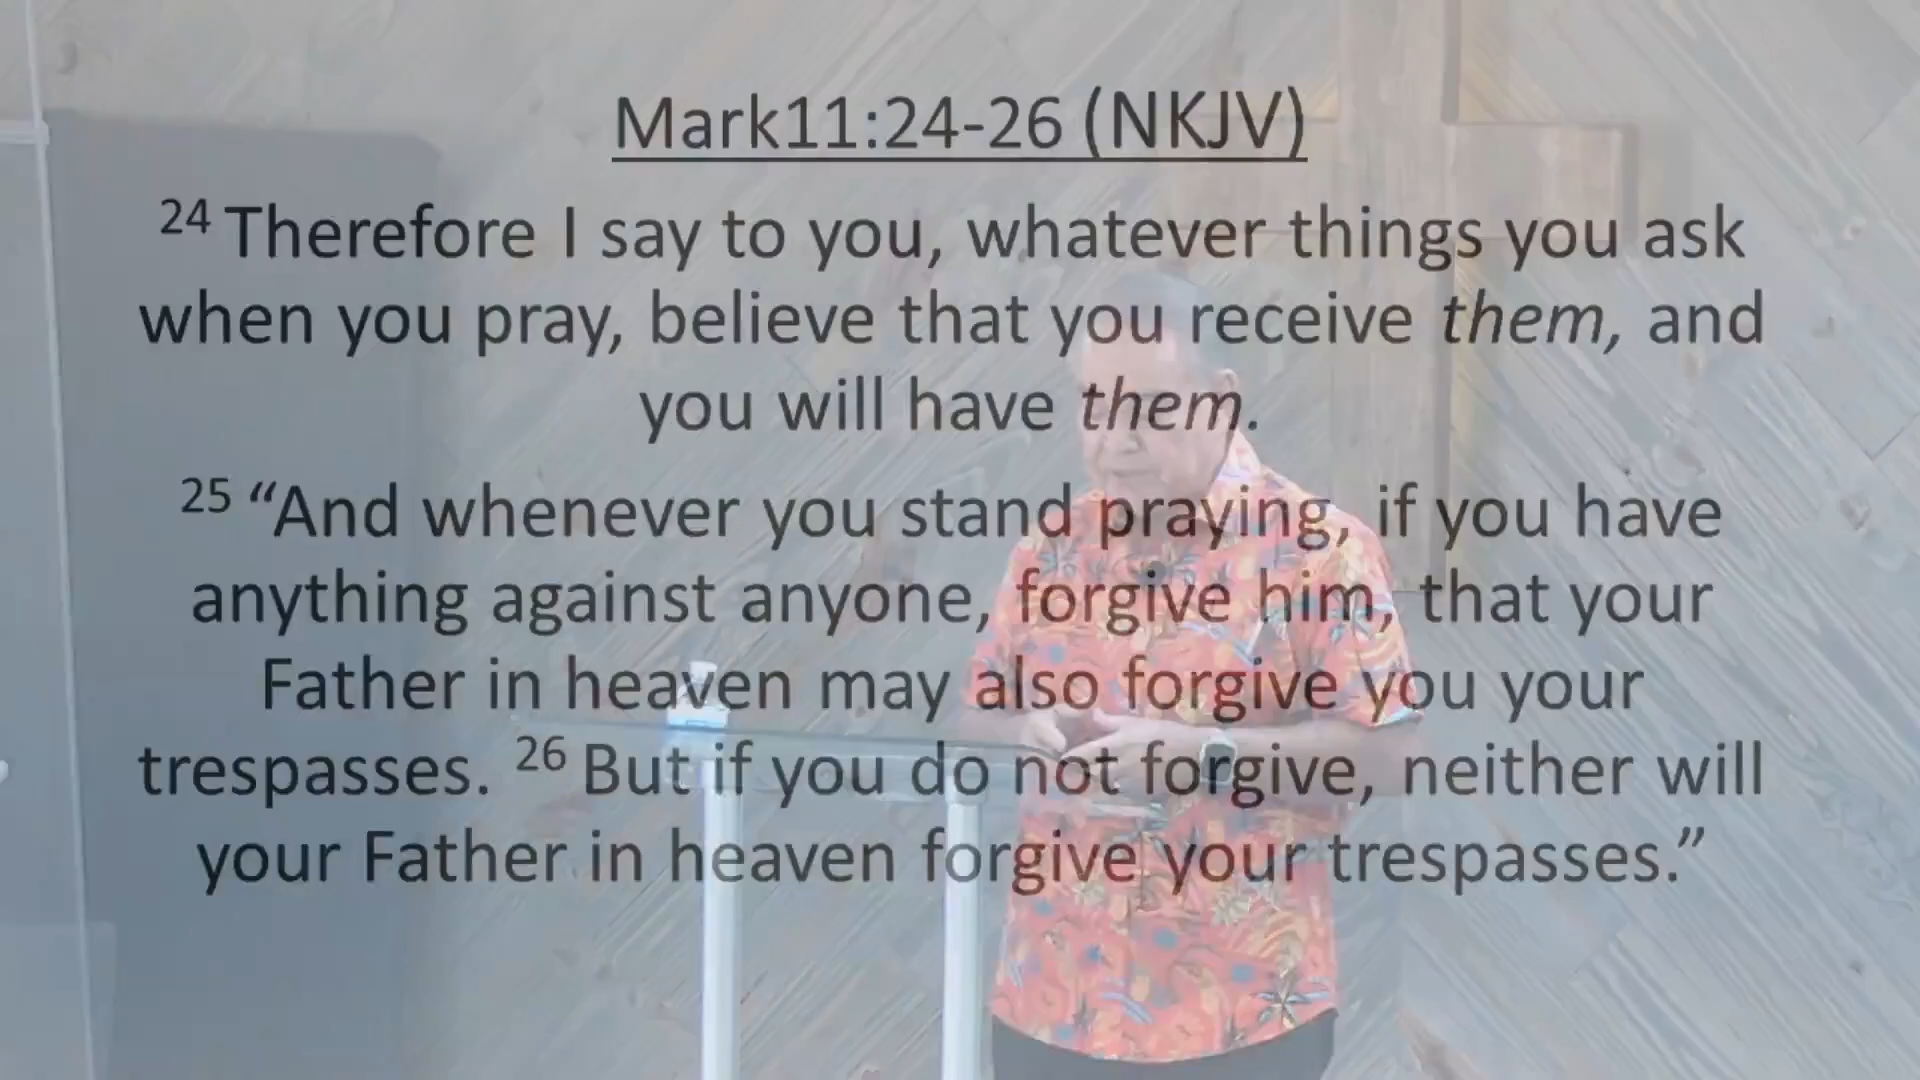 Mark11:24-26 (NKJV)
24 Therefore I say to you, whatever things you ask
when you pray, believe that you receive them, and
you will have them.
25 “And whenever you stand praying, if you have
anything against anyone, forgive him, that your
Father in heaven may also forgive you your
trespasses. 26 But if you do not forgive, neither will
your Father in heaven forgive your trespasses.”